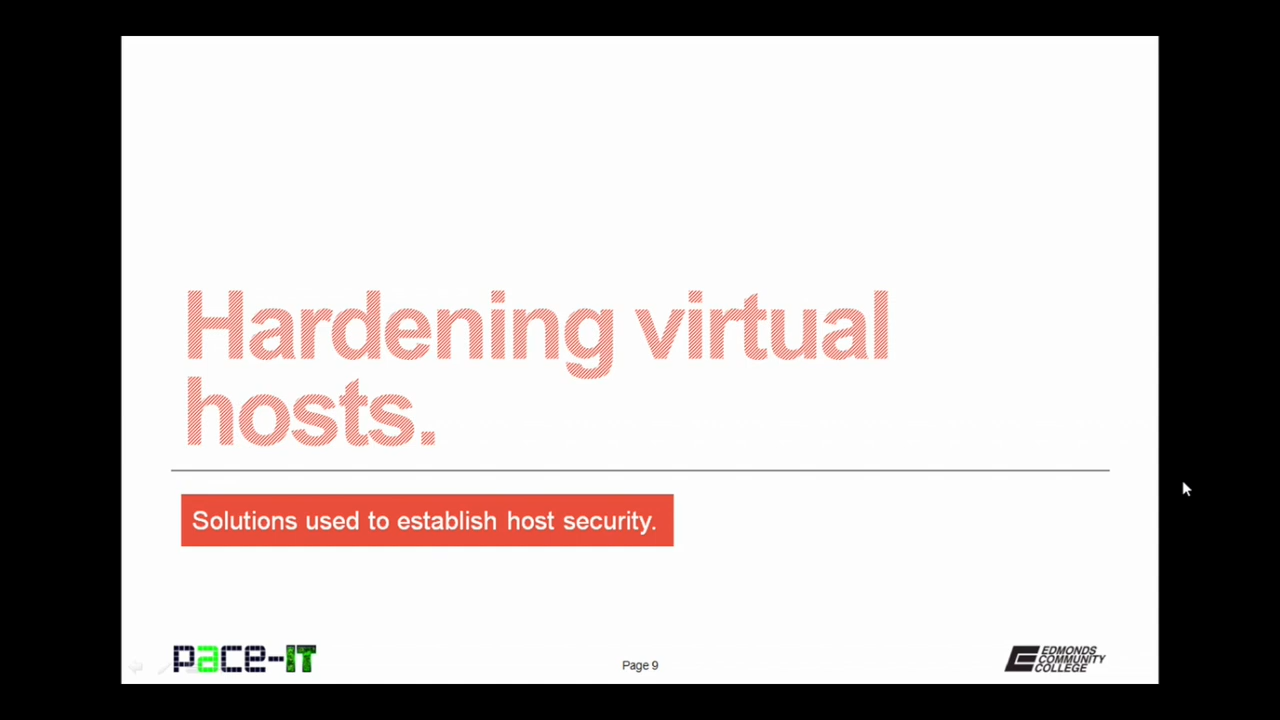 Hardening virtual
hosts.
Solutions used to establish host security.
pace-IT
Page 9
EDMONDS
COMMUNITY
COLLEGE